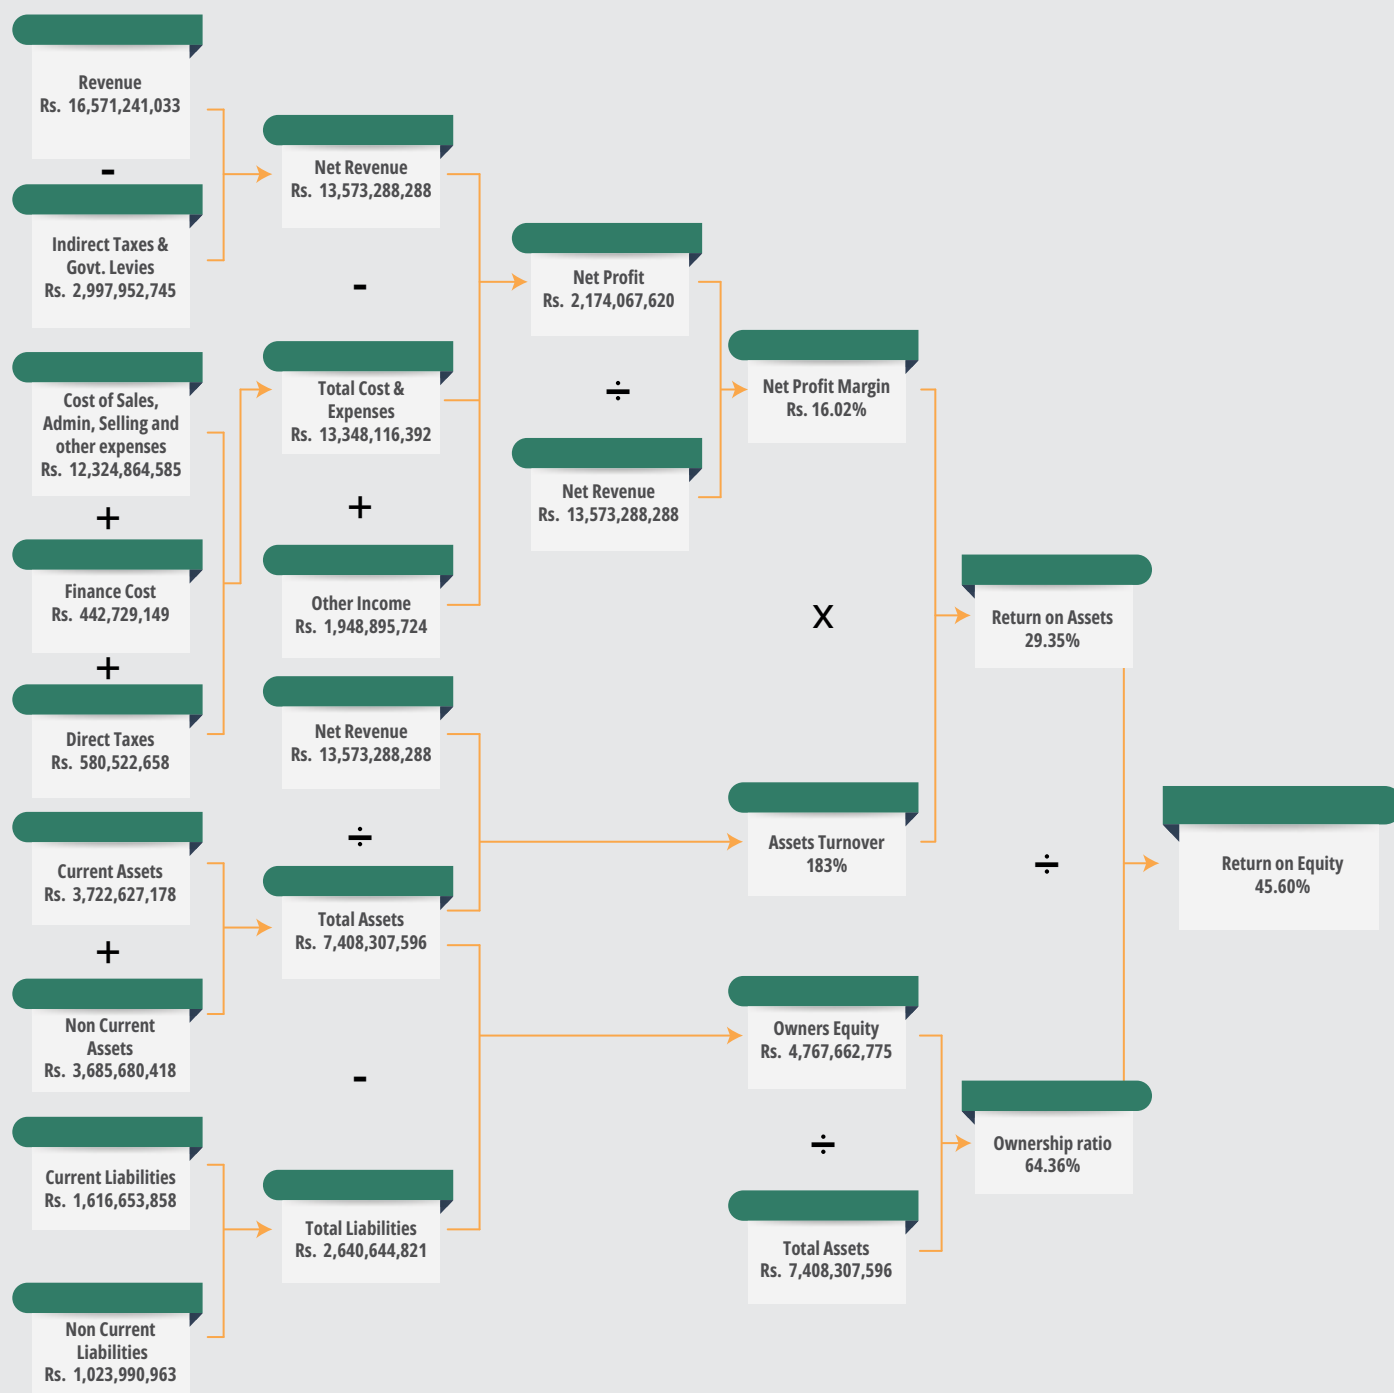 Revenue
Rs. 16,571,241,033
-
Indirect Taxes &
Govt. Levies
Rs. 2,997,952,745
Cost of Sales,
Admin, Selling and
other expenses
Rs. 12,324,864,585
+
Finance Cost
Rs. 442,729,149
+
Direct Taxes
Rs. 580,522,658
Current Assets
Rs. 3,722,627,178
+
Non Current
Assets
Rs. 3,685,680,418
Current Liabilities
Rs. 1,616,653,858
Non Current
Liabilities
Rs. 1,023,990,963
Net Revenue
Rs. 13,573,288,288
-
Total Cost &
Expenses
Rs. 13,348,116,392
+
Other Income
Rs. 1,948,895,724
Net Revenue
Rs. 13,573,288,288
÷
Total Assets
Rs. 7,408,307,596
-
Total Liabilities
Rs. 2,640,644,821
Net Profit
Rs. 2,174,067,620
÷
Net Revenue
Rs. 13,573,288,288
Net Profit Margin
Rs. 16.02%
x
Assets Turnover
183%
Owners Equity
Rs. 4,767,662,775
÷
Total Assets
Rs. 7,408,307,596
Return on Assets
29.35%
÷
Ownership ratio
64.36%
Return on Equity
45.60%